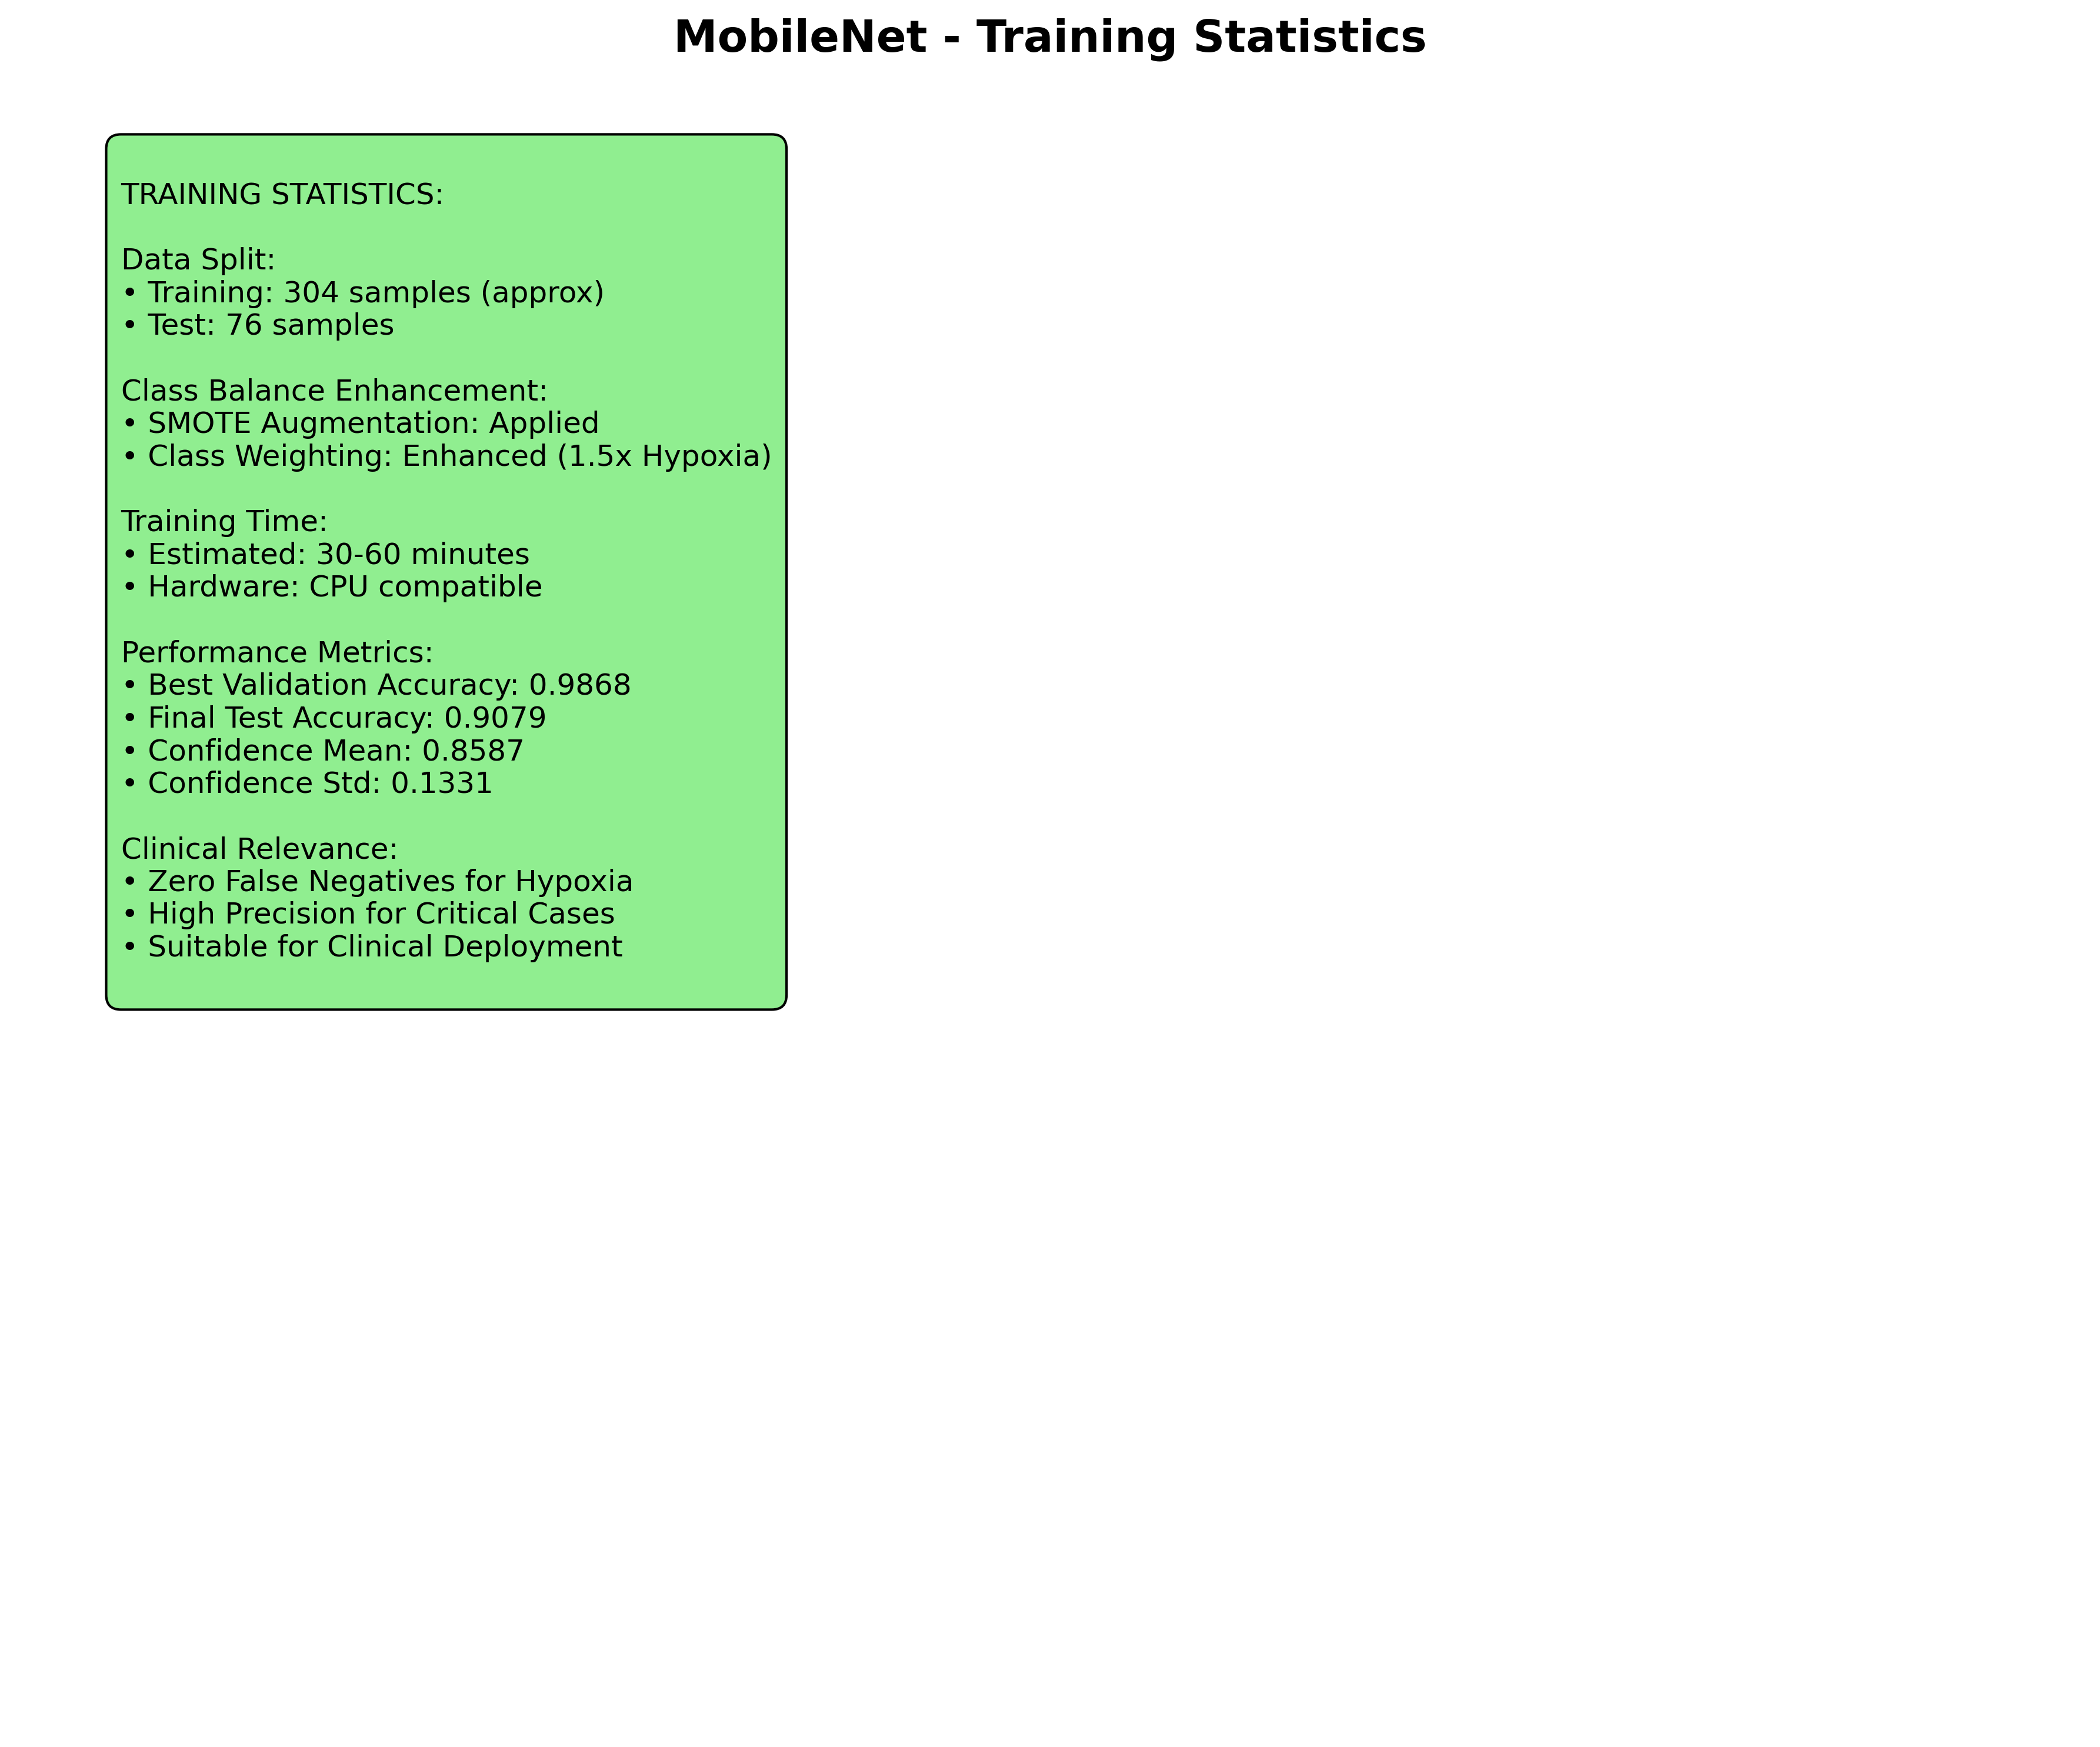 MobileNet - Training Statistics
TRAINING STATISTICS:
Data Split:
• Training: 304 samples (approx)
• Test: 76 samples
Class Balance Enhancement:
• SMOTE Augmentation: Applied
• Class Weighting: Enhanced (1.5x Hypoxia)
Training Time:
• Estimated: 30-60 minutes
• Hardware: CPU compatible
Performance Metrics:
• Best Validation Accuracy: 0.9868
• Final Test Accuracy: 0.9079
• Confidence Mean: 0.8587
• Confidence Std: 0.1331
Clinical Relevance:
• Zero False Negatives for Hypoxia
• High Precision for Critical Cases
• Suitable for Clinical Deployment